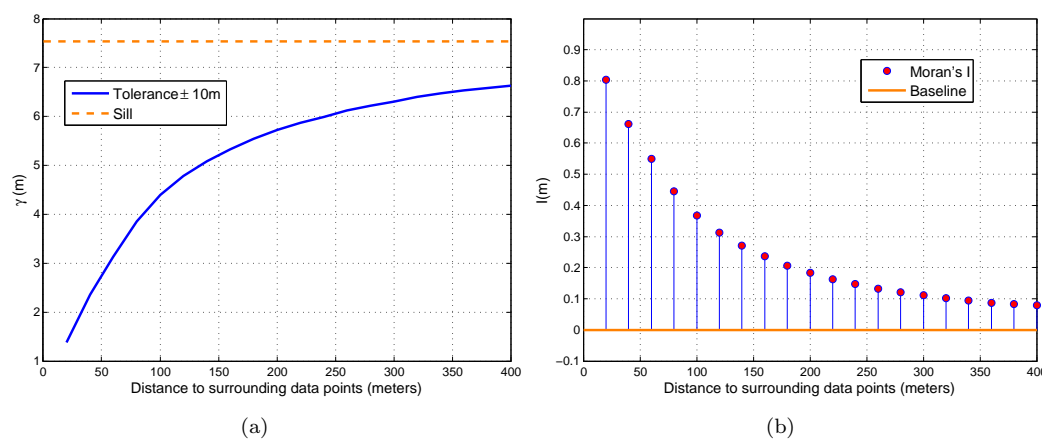 8
7
6
5
4
3
2
1
γ (m)
Tolerance± 10m
Sill
0 50 100 150 200 250 300 350 400
Distance to surrounding data points (meters)
(a)
0.9
0.8
0.7
0.6
0.5
0.4
0.3
0.2
0.1
0
−0.1
I(m)
Moran's I
Baseline
0 50 100 150 200 250 300 350 400
Distance to surrounding data points (meters)
(b)